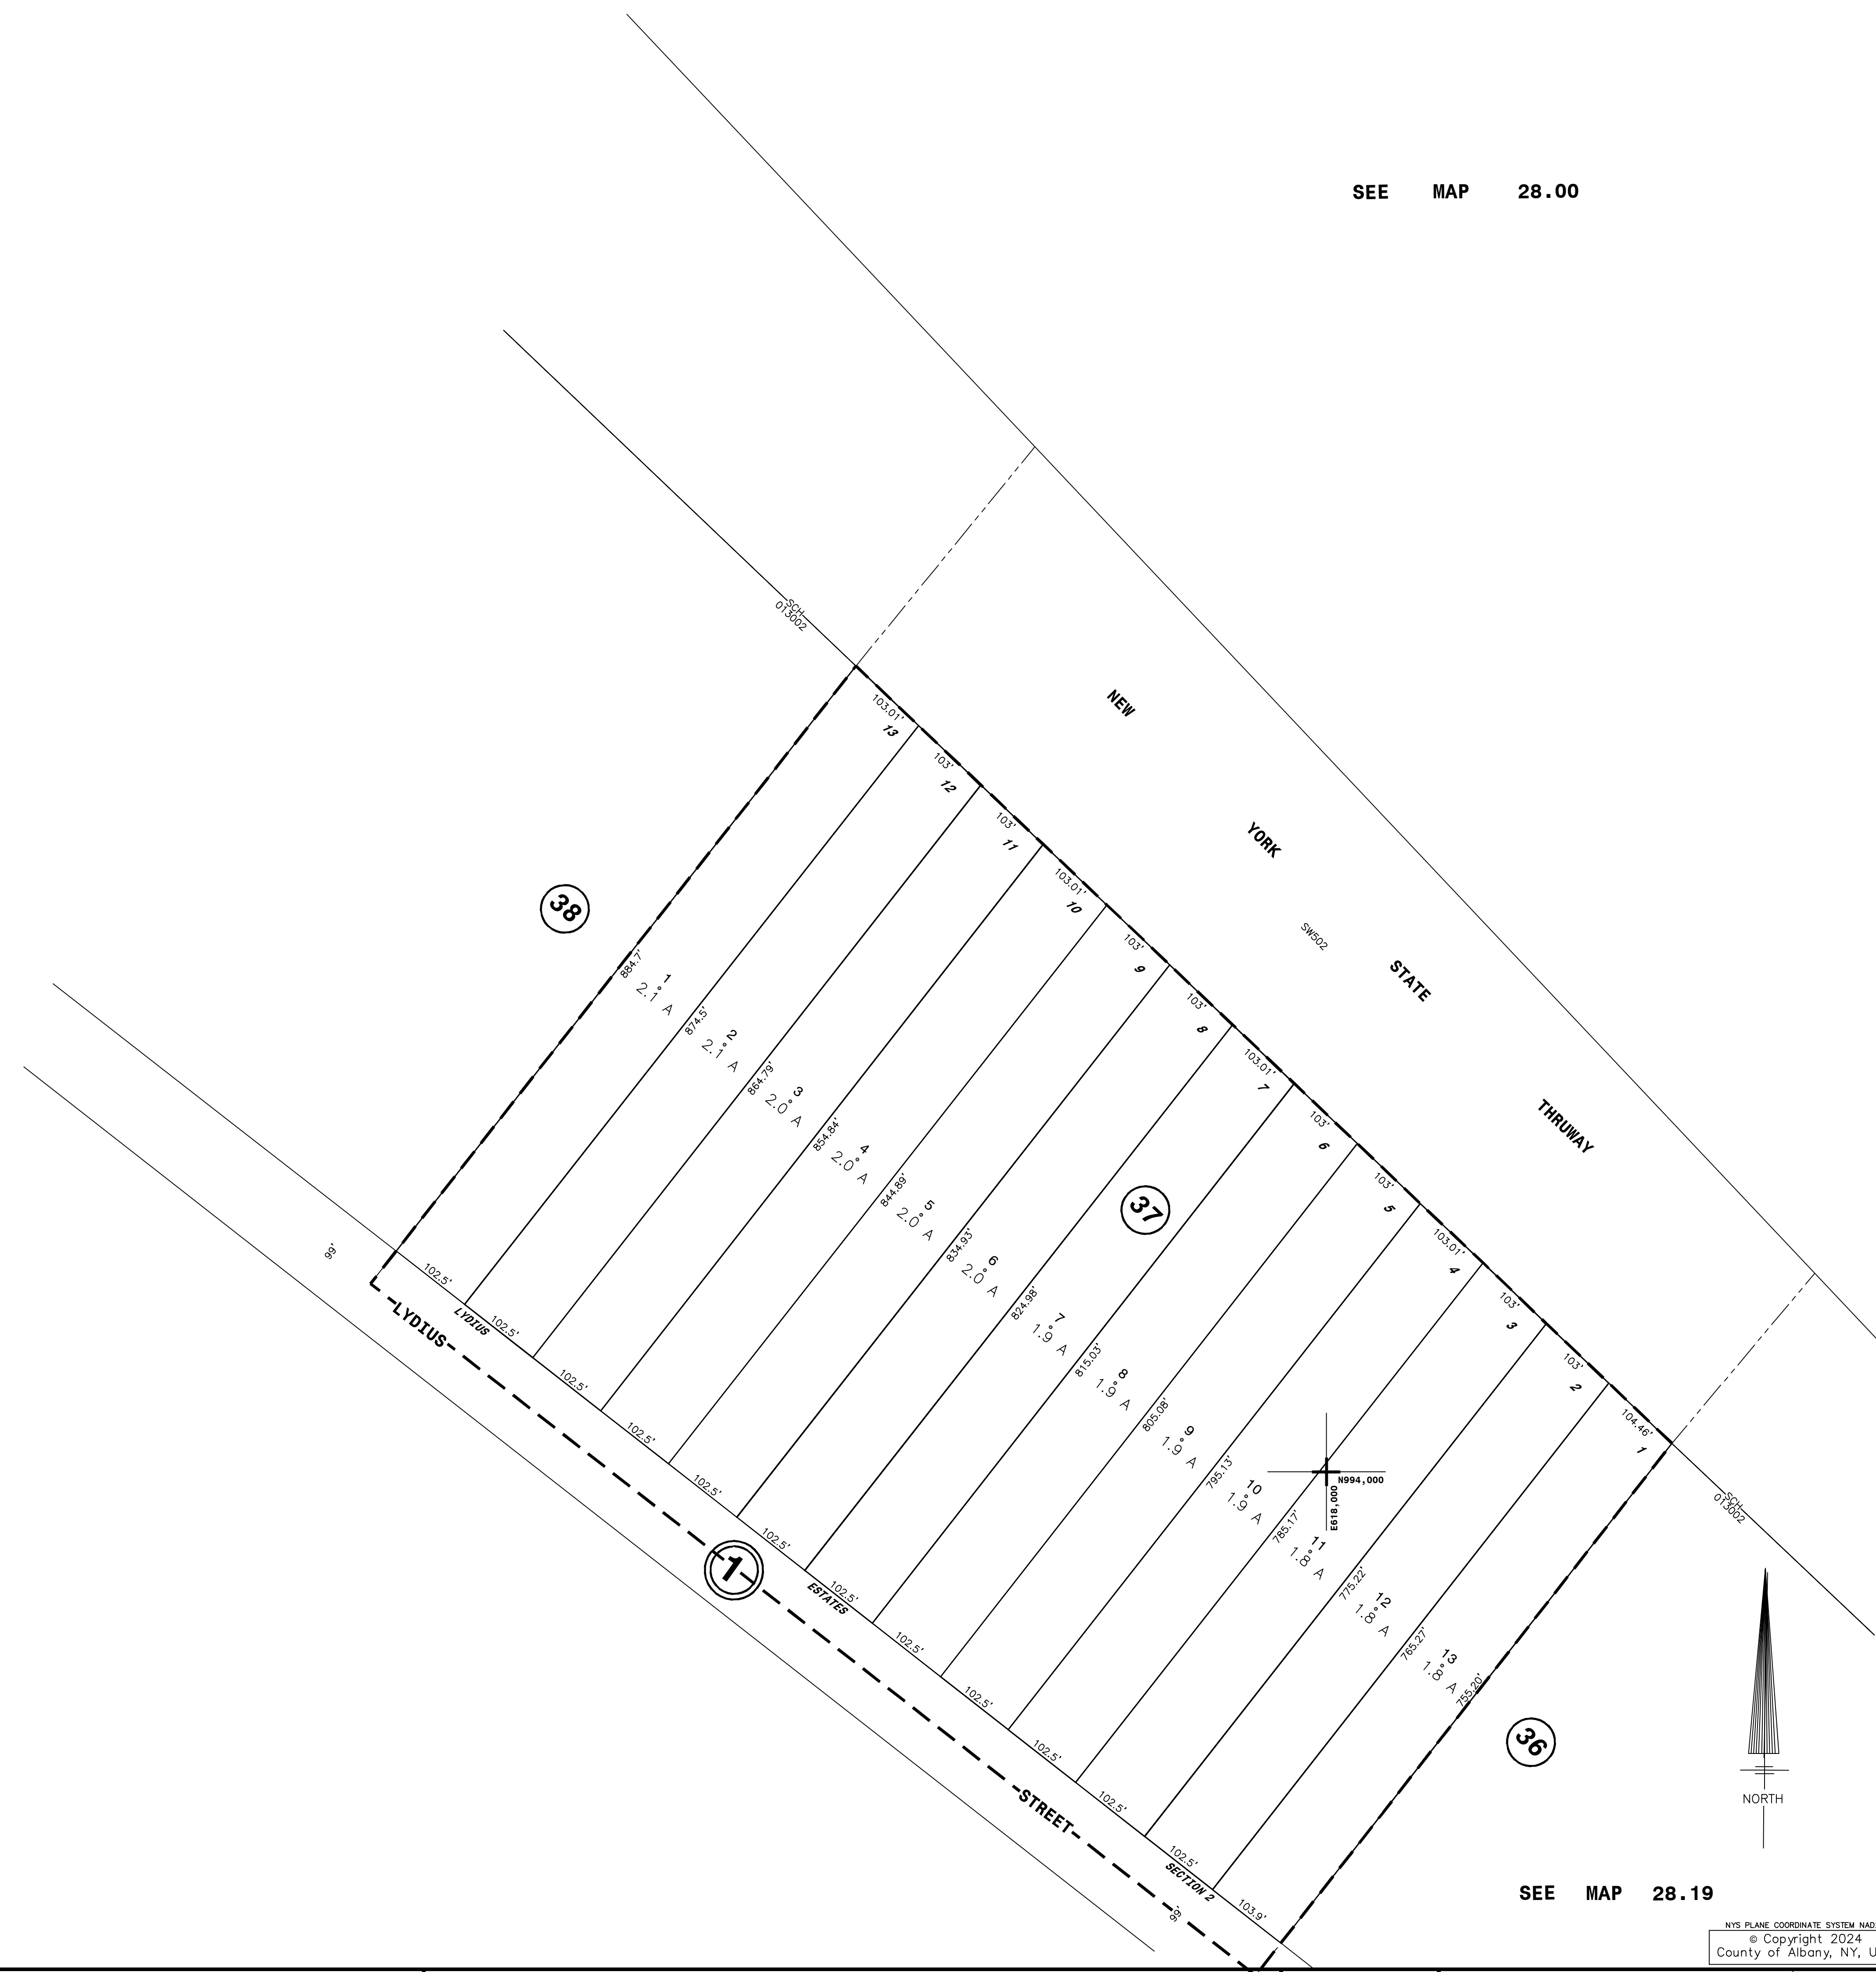 SEE MAP 28.00
SCH
013002
NEW YORK STATE THRUWAY
SW502
103.01'
13
103'
12
103'
11
103.01'
10
103'
9
103'
8
103.01'
7
103'
6
103'
5
103.01'
4
103'
3
103'
2
104.46'
1
38
37
36
884.7'
1
2.1° A
874.5'
2
2.1° A
864.79'
3
2.0° A
854.84'
4
2.0° A
844.89'
5
2.0° A
834.93'
6
2.0° A
824.98'
7
1.9° A
815.03'
8
1.9° A
805.08'
9
1.9° A
795.13'
10
1.9° A
785.17'
11
1.8° A
775.22'
12
1.8° A
765.27'
13
1.8° A
755.20'
N994,000
E618,000
SCH
013002
99'
102.5'
102.5'
102.5'
102.5'
102.5'
102.5'
102.5'
102.5'
102.5'
102.5'
102.5'
102.5'
103.9'
LYDIUS ESTATES SECTION 2
LYDIUS STREET
1
99'
NORTH
SEE MAP 28.19
NYS PLANE COORDINATE SYSTEM NAD
© Copyright 2024
County of Albany, NY, U